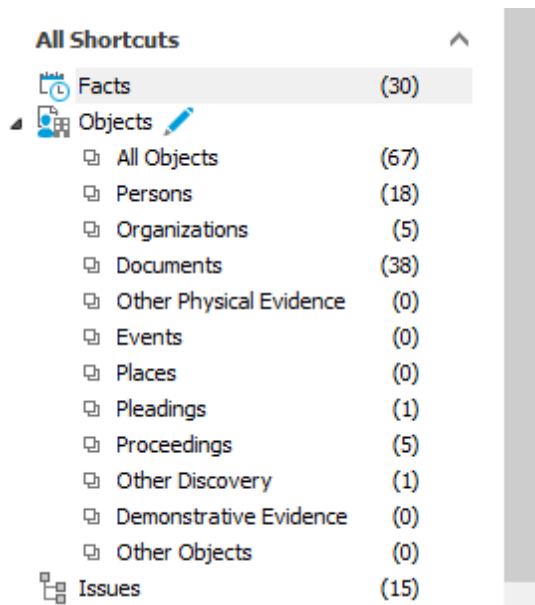 All Shortcuts
Facts (30)
Objects
All Objects (67)
Persons (18)
Organizations (5)
Documents (38)
Other Physical Evidence (0)
Events (0)
Places (0)
Pleadings (1)
Proceedings (5)
Other Discovery (1)
Demonstrative Evidence (0)
Other Objects (0)
Issues (15)